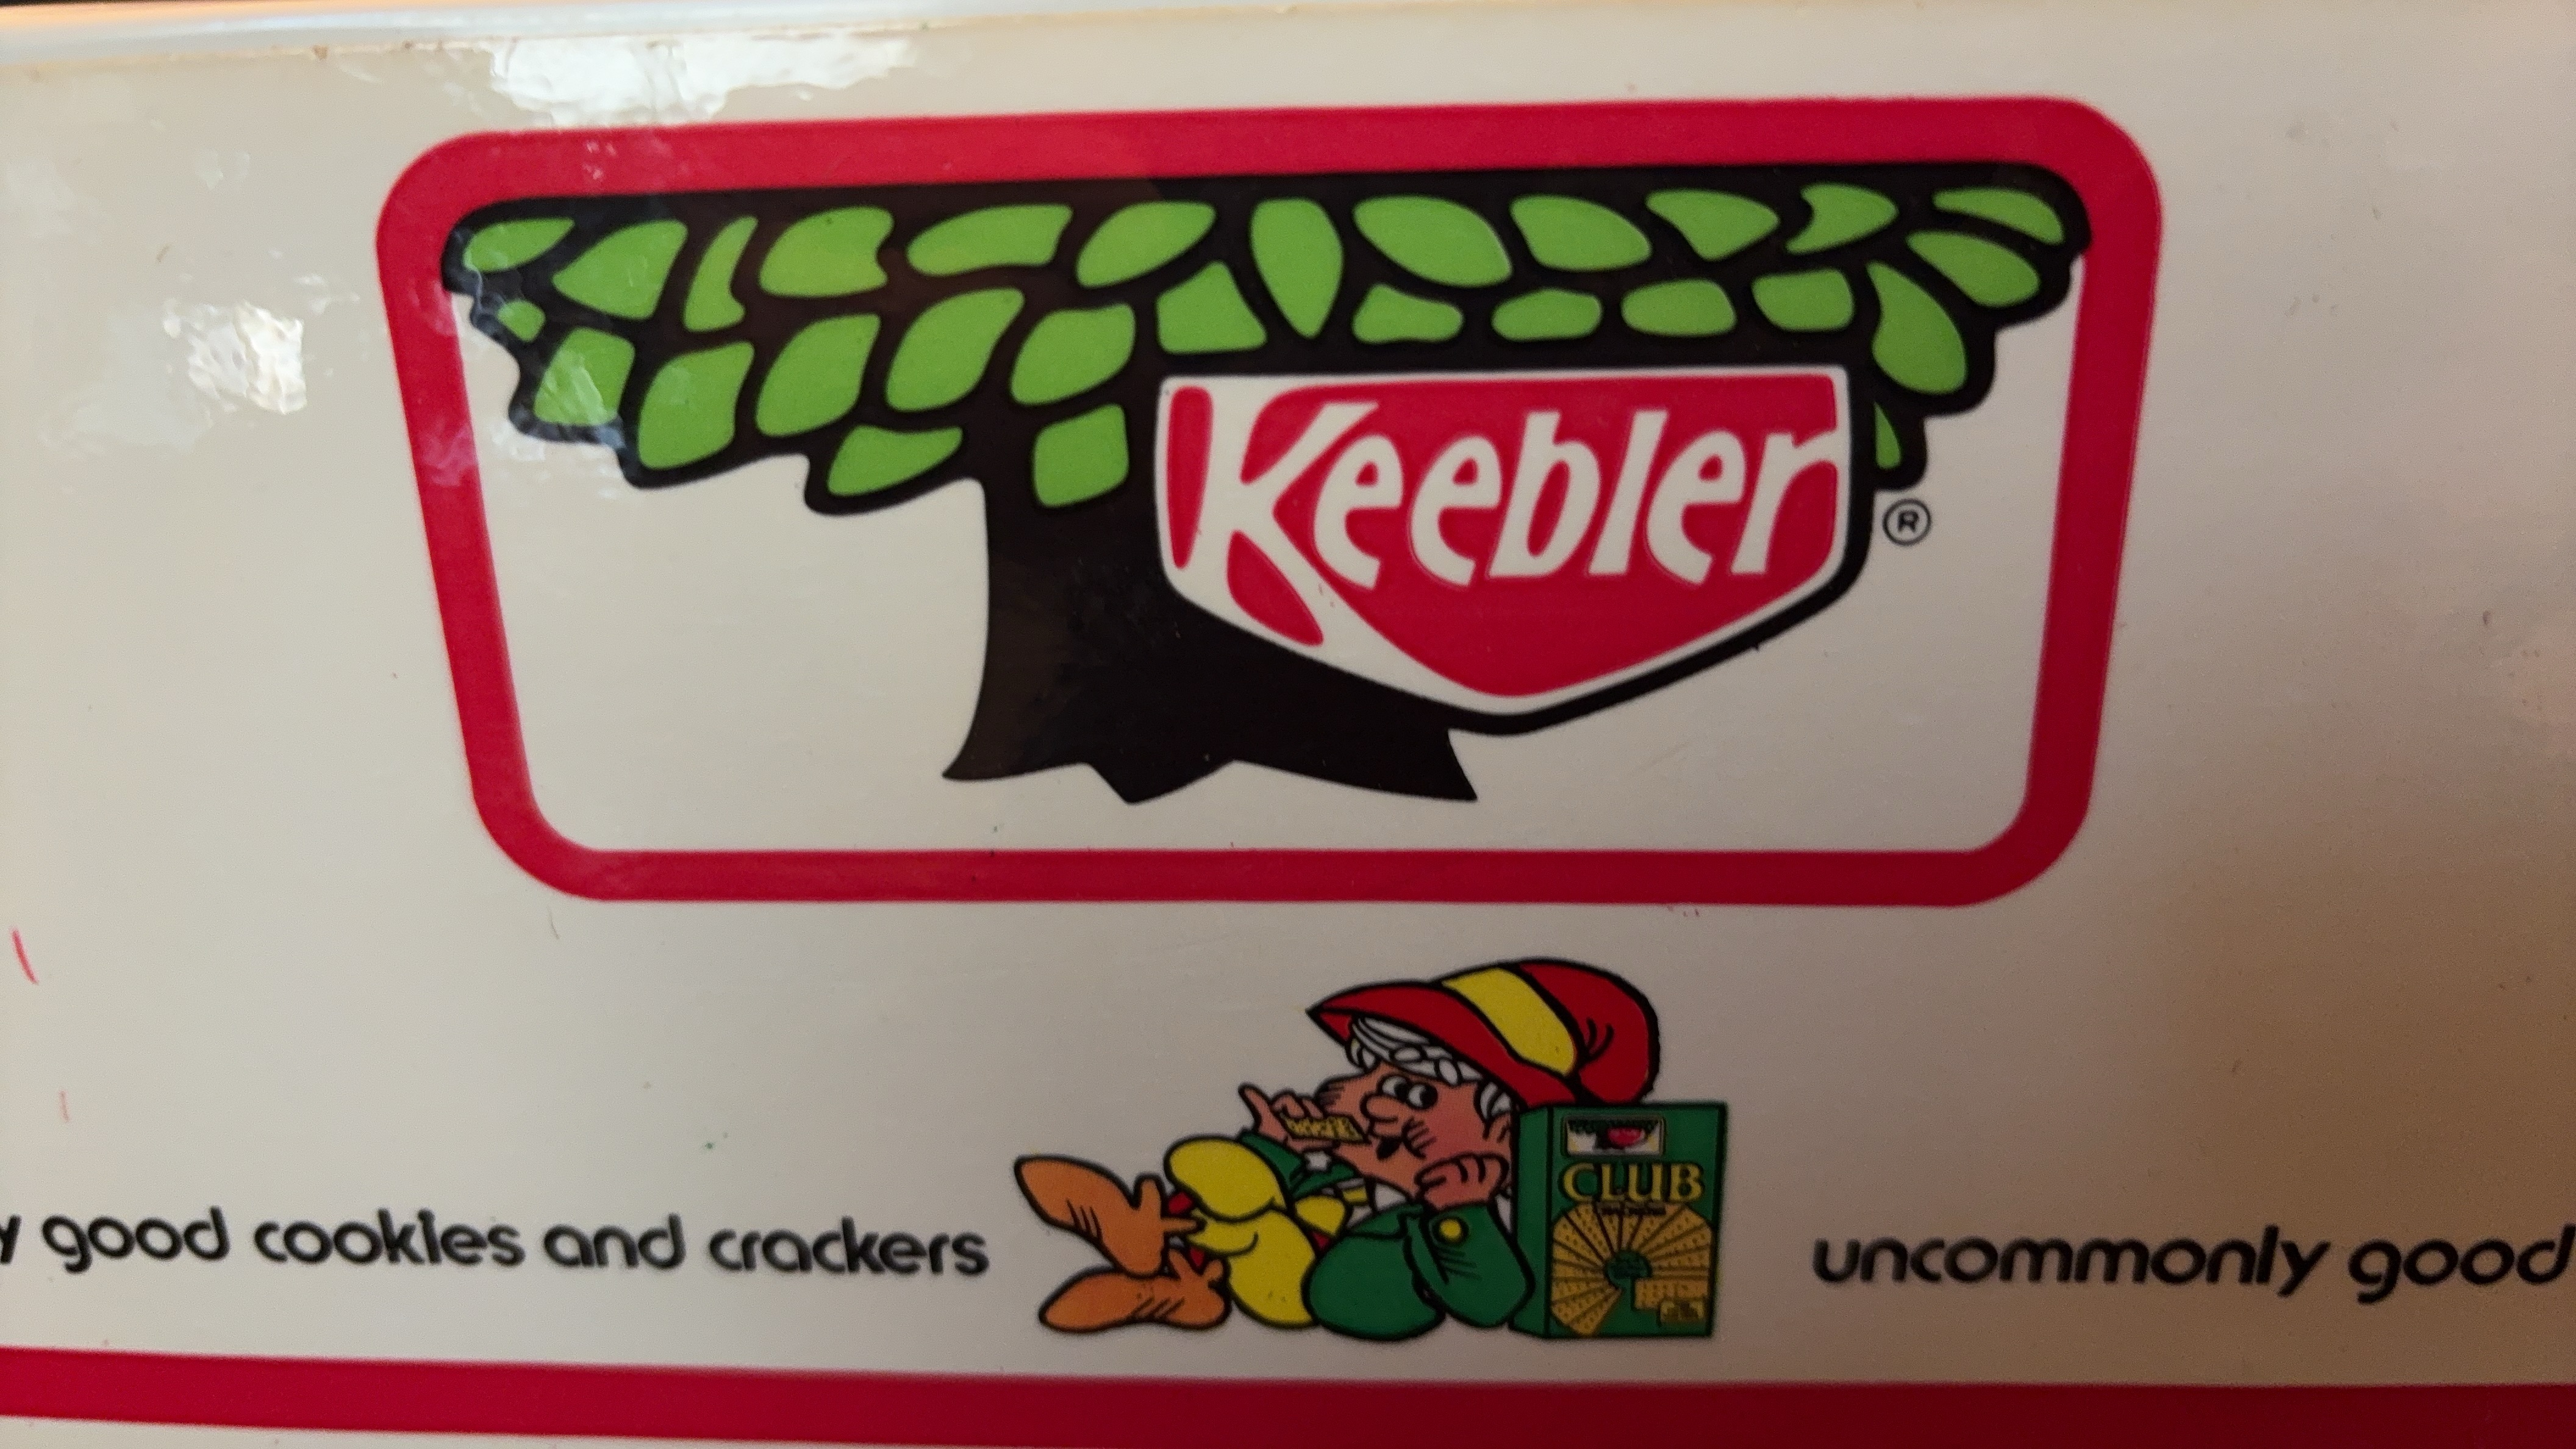 Keebler
®
CLUB
y good cookies and crackers
uncommonly good